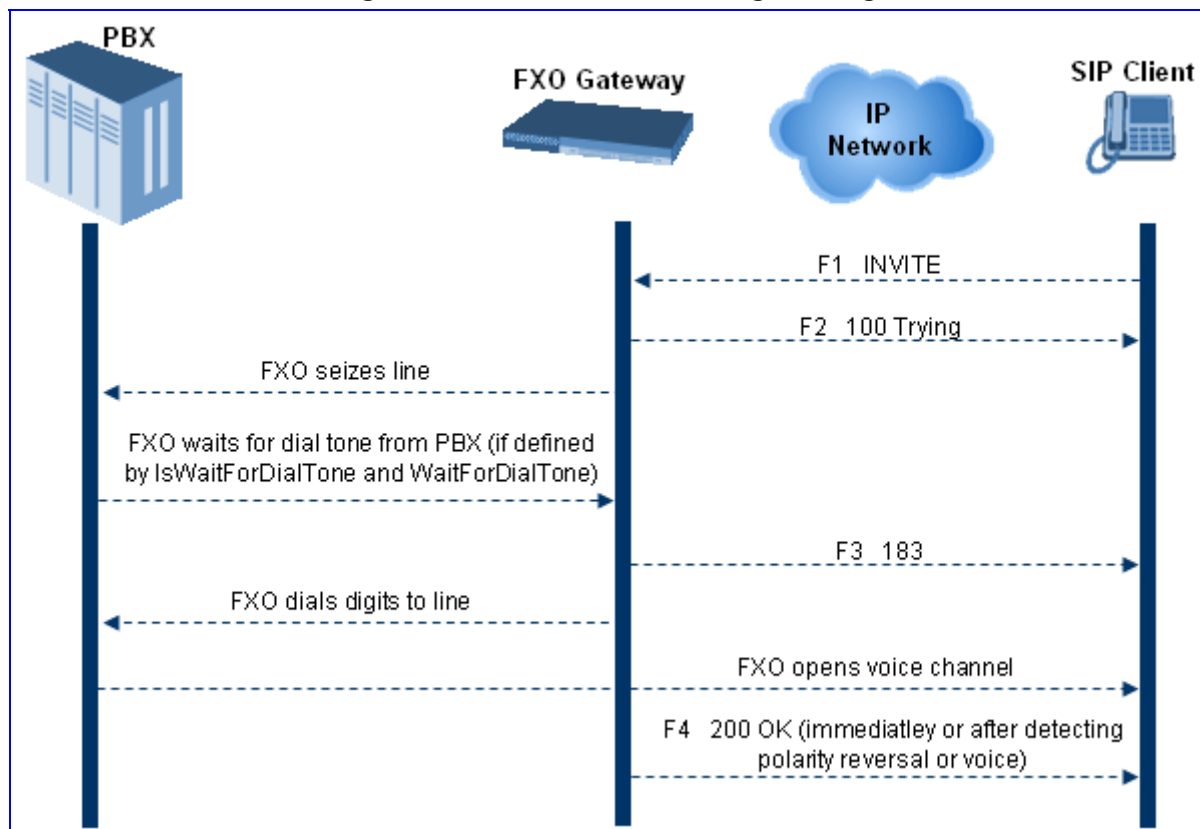 PBX
FXO Gateway
SIP Client
IP
Network
F1 INVITE
F2 100 Trying
FXO seizes line
FXO waits for dial tone from PBX (if defined
by IsWaitForDialTone and WaitForDialTone)
F3 183
FXO dials digits to line
FXO opens voice channel
F4 200 OK (immediatley or after detecting
polarity reversal or voice)